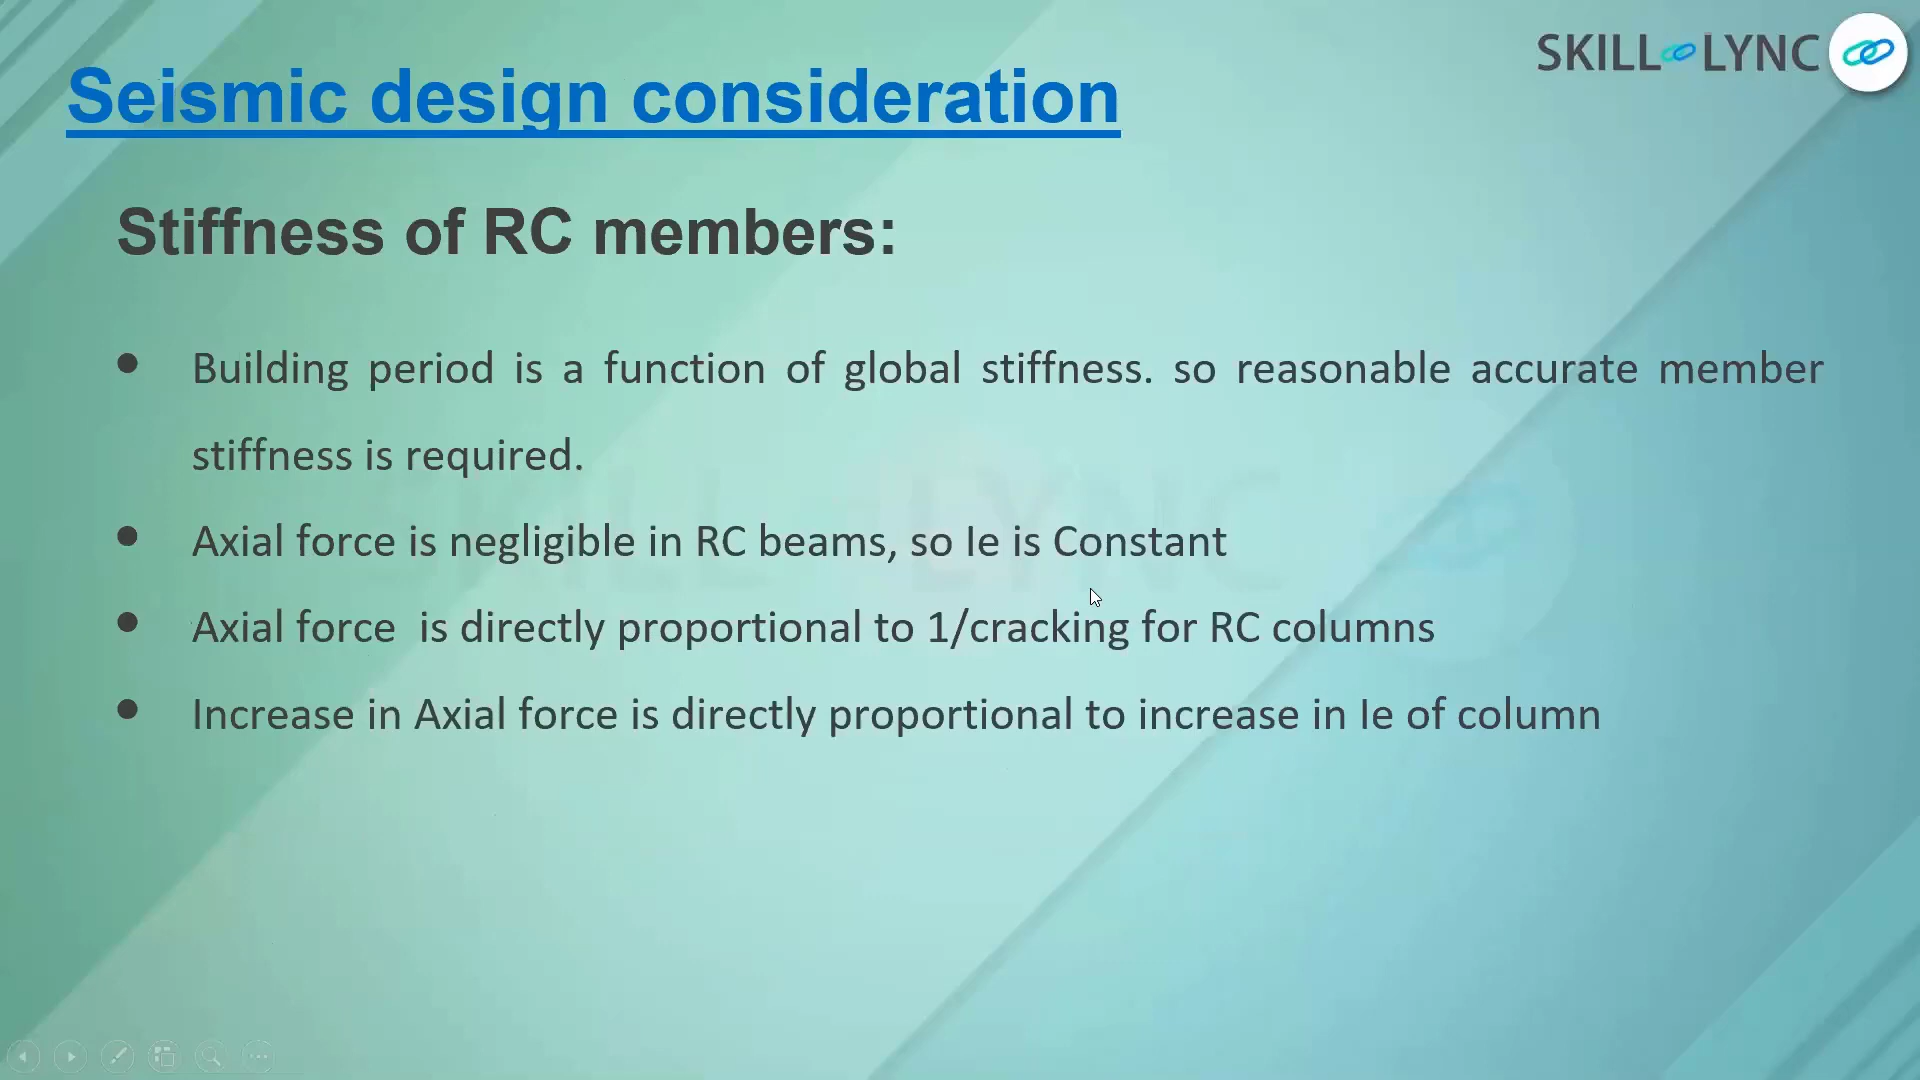 SKILL LYNC
Seismic design consideration
Stiffness of RC members:
• Building period is a function of global stiffness. so reasonable accurate member
stiffness is required.
• Axial force is negligible in RC beams, so Ie is Constant
• Axial force is directly proportional to 1/cracking for RC columns
• Increase in Axial force is directly proportional to increase in Ie of column
SKILL LYNC